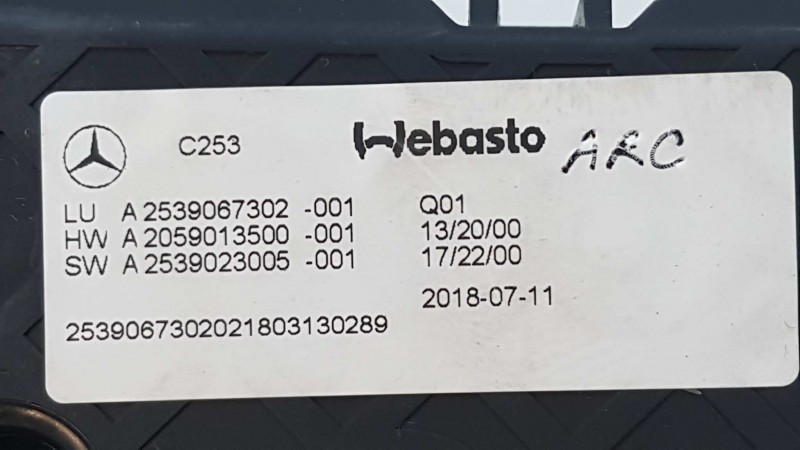 C253 Webasto ARC
LU A 2539067302 -001 Q01
HW A 2059013500 -001 13/20/00
SW A 2539023005 -001 17/22/00
2018-07-11
2539067302021803130289